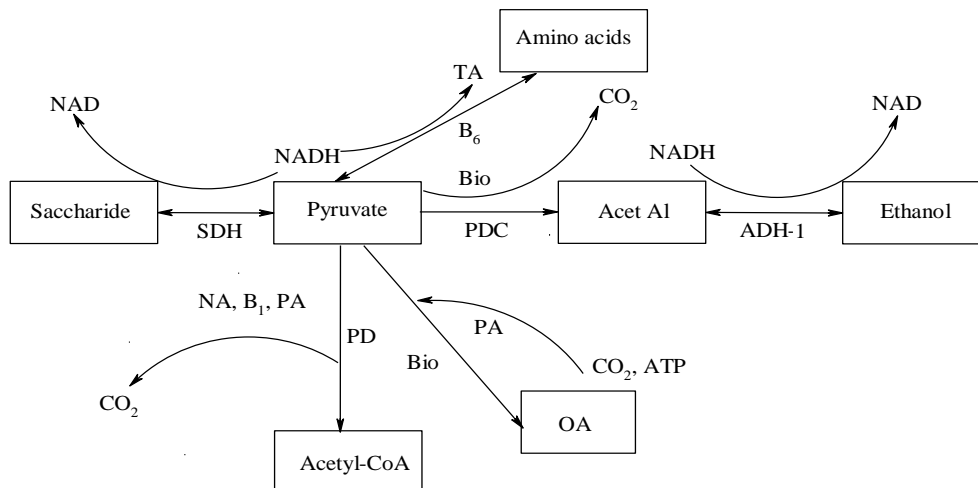 Amino acids
TA
CO₂
NAD
NAD
B₆
NADH
NADH
Bio
Saccharide
Pyruvate
Acet Al
Ethanol
SDH
PDC
ADH-1
NA, B₁, PA
PA
PD
Bio
CO₂, ATP
CO₂
OA
Acetyl-CoA